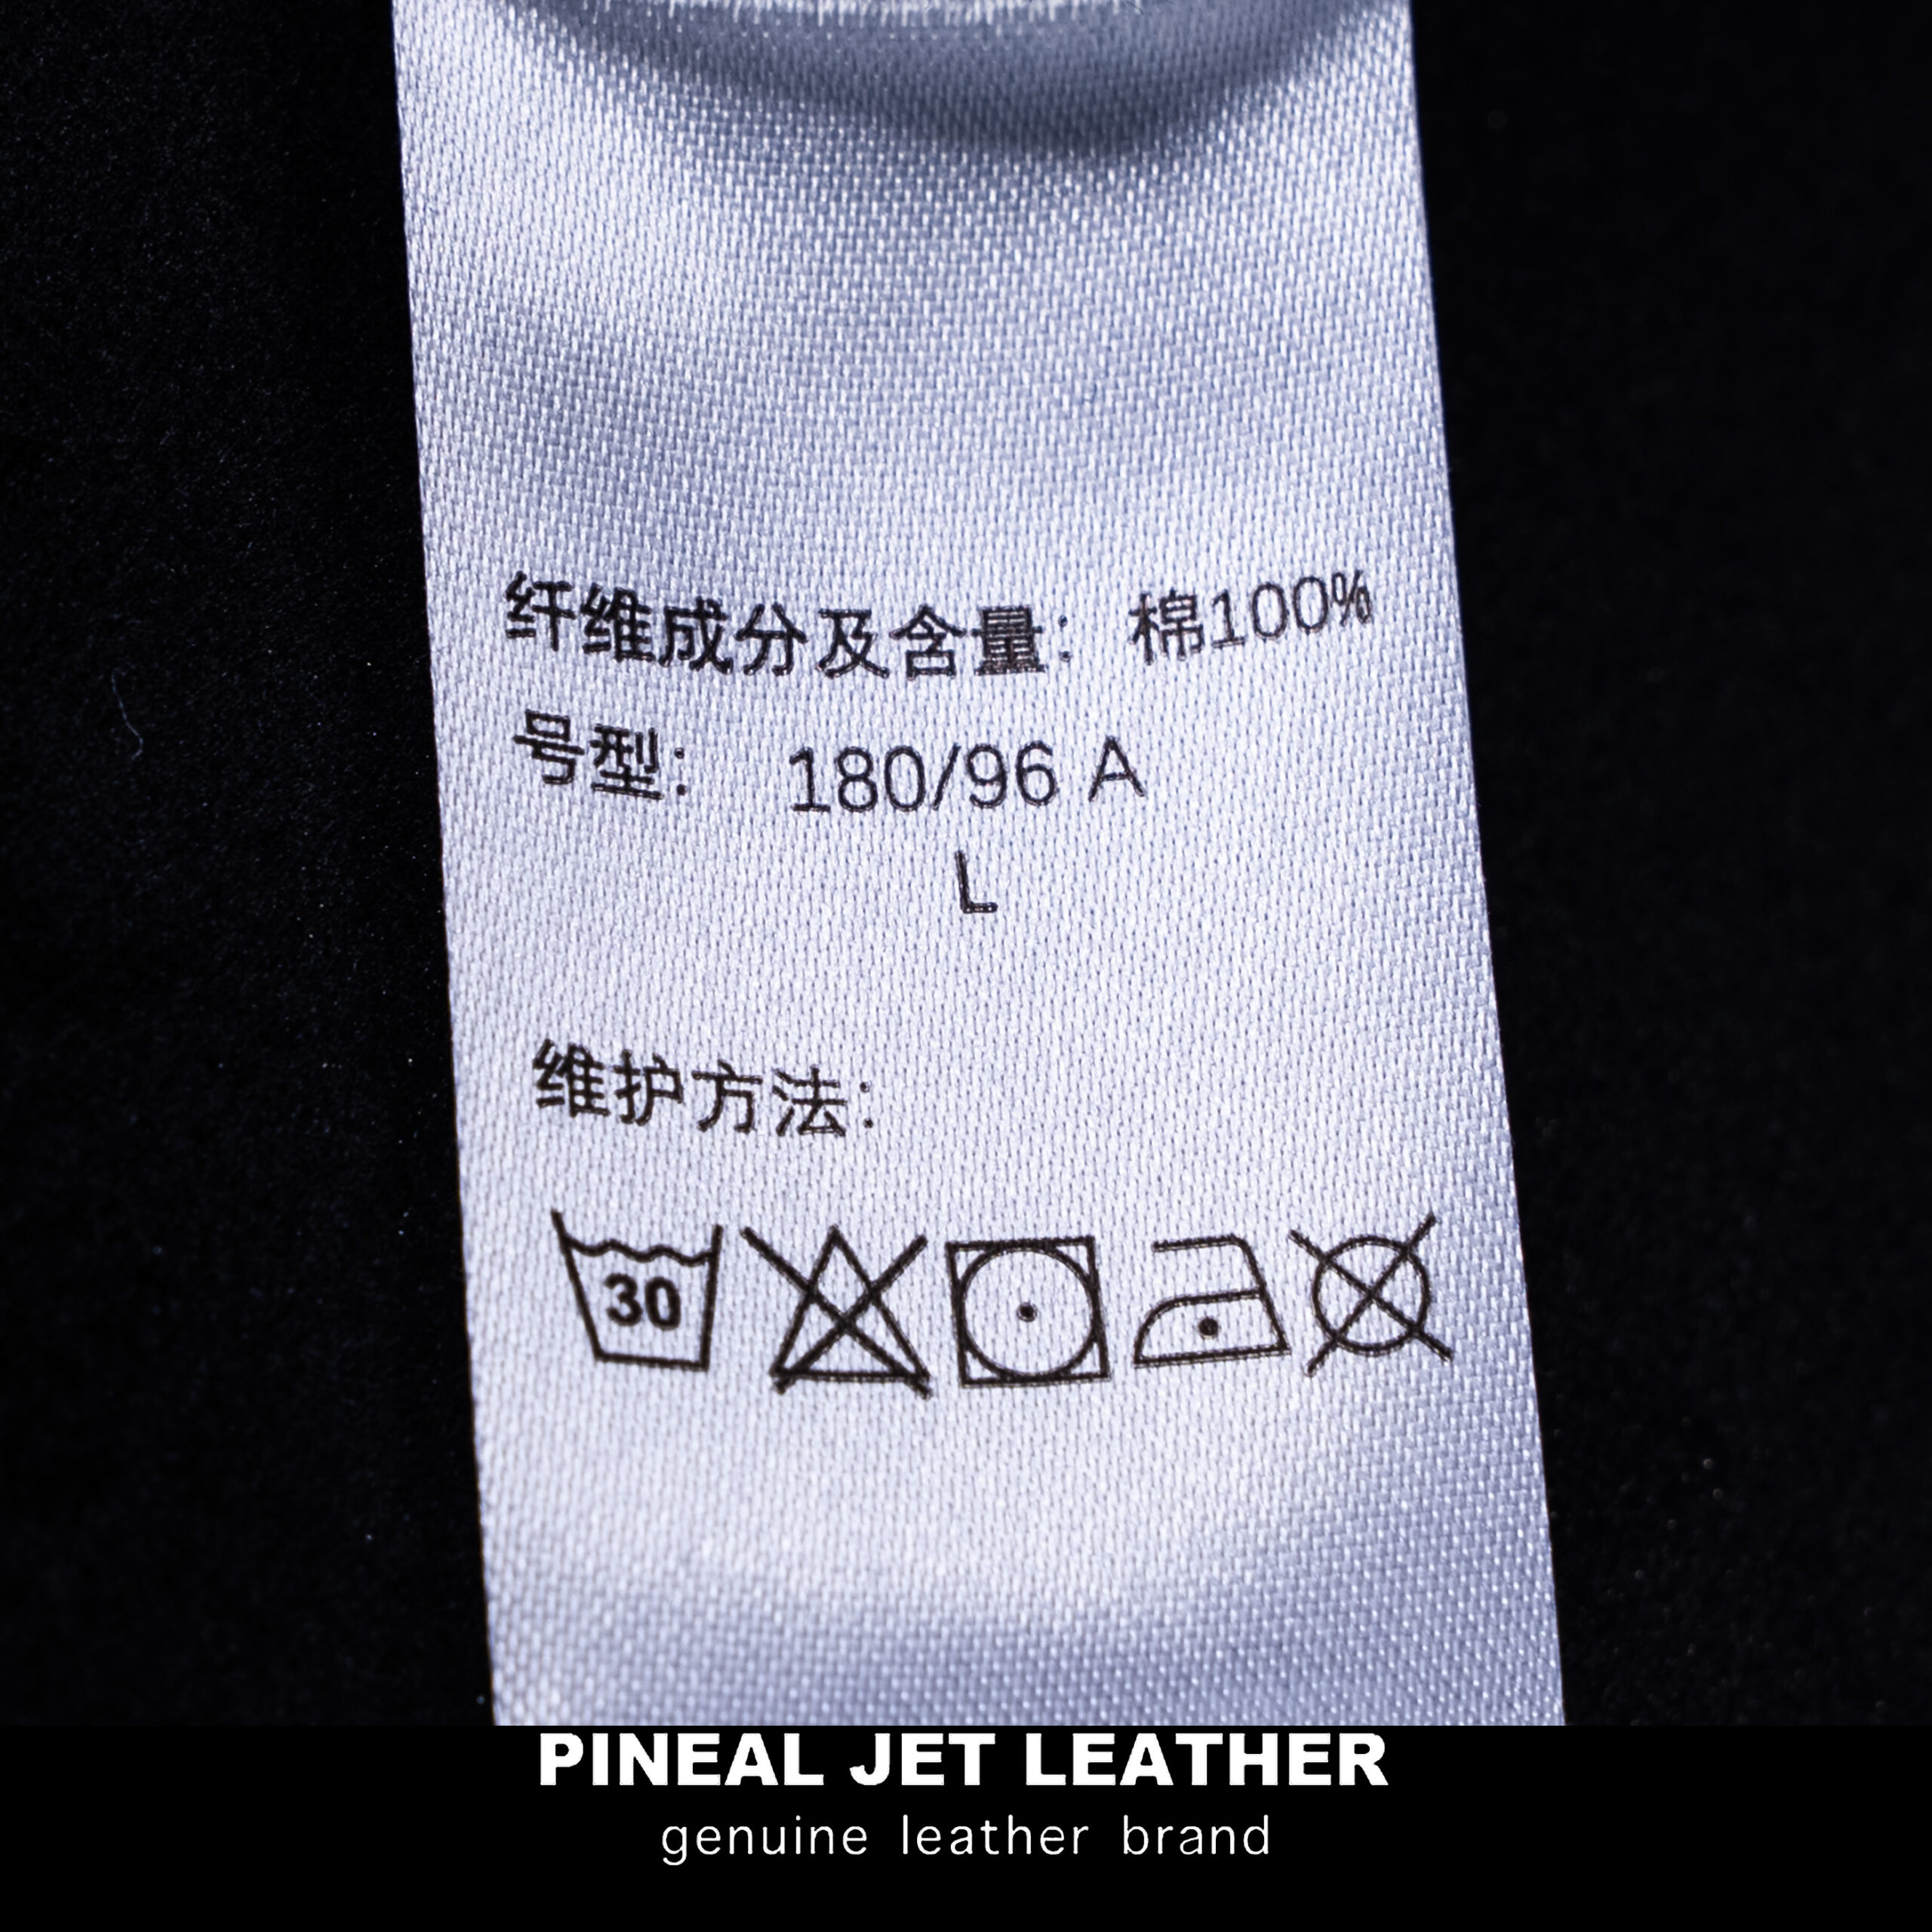 纤维成分及含量: 棉100%
号型: 180/96 A
L
维护方法:
30
PINEAL JET LEATHER
genuine leather brand